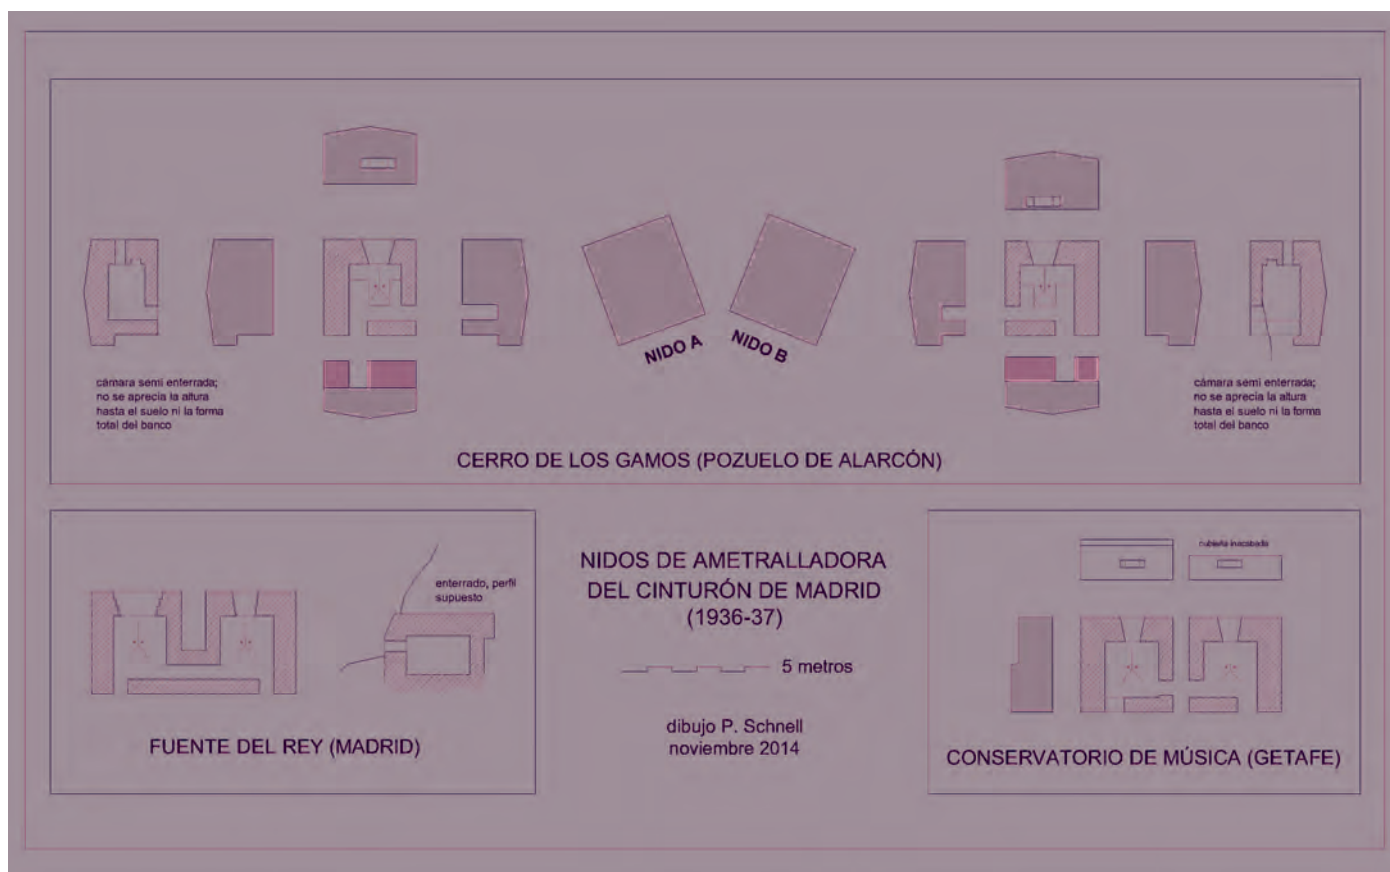 NIDO A
NIDO B
cámara semi enterrada;
no se aprecia la altura
hasta el suelo ni la forma
total del banco
cámara semi enterrada;
no se aprecia la altura
hasta el suelo ni la forma
total del banco
CERRO DE LOS GAMOS (POZUELO DE ALARCÓN)
enterrado, perfil
supuesto
FUENTE DEL REY (MADRID)
NIDOS DE AMETRALLADORA
DEL CINTURÓN DE MADRID
(1936-37)
5 metros
dibujo P. Schnell
noviembre 2014
cubierta inacabada
CONSERVATORIO DE MÚSICA (GETAFE)